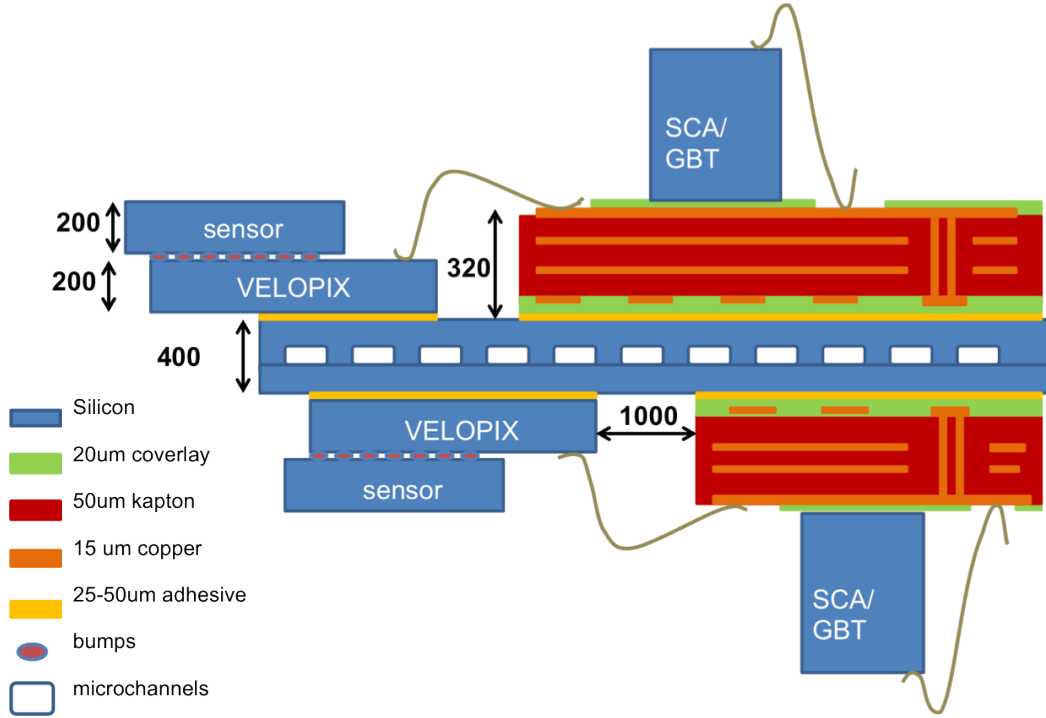 SCA/
GBT
200
sensor
320
200
VELOPIX
400
Silicon
1000
VELOPIX
20um coverlay
sensor
50um kapton
15 um copper
25-50um adhesive
SCA/
GBT
bumps
microchannels